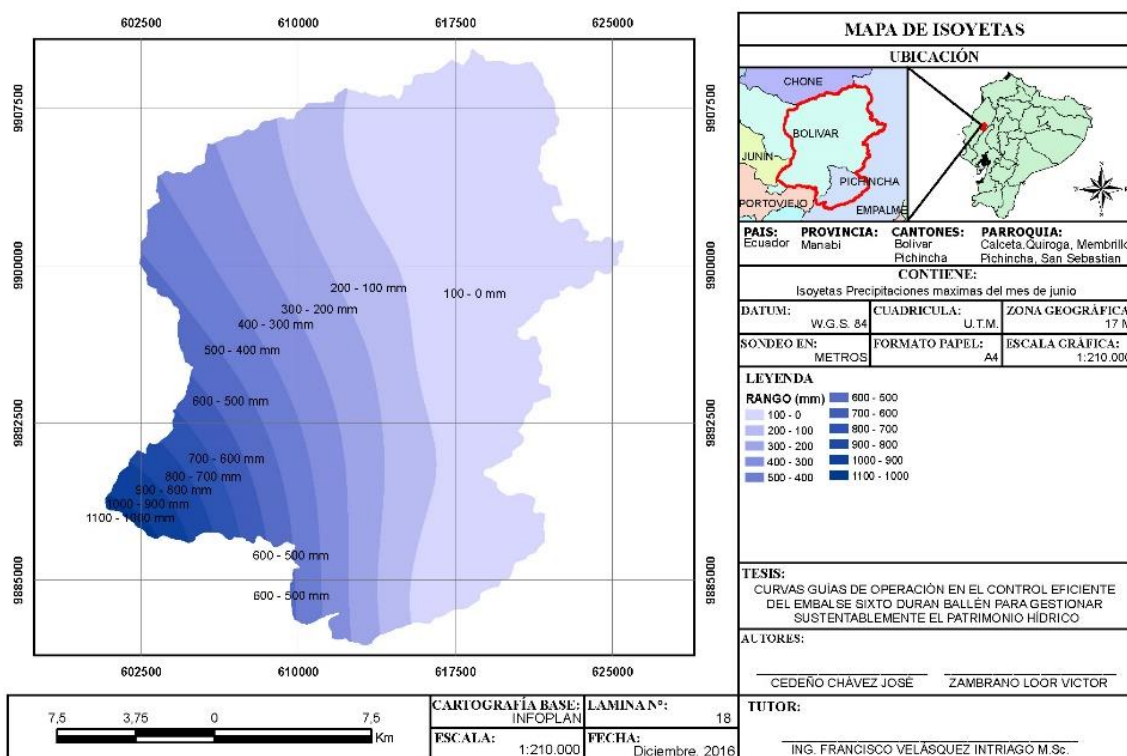 602500 610000 617500 625000
9907500 9907500
9900000 9900000
9892500 9892500
9885000 9885000
200 - 100 mm
100 - 0 mm
300 - 200 mm
400 - 300 mm
500 - 400 mm
600 - 500 mm
700 - 600 mm
800 - 700 mm
900 - 800 mm
1000 - 900 mm
1100 - 1000 mm
600 - 500 mm
600 - 500 mm
602500 610000 617500 625000
MAPA DE ISOYETAS
UBICACIÓN
CHONE
BOLIVAR
JUNÍN
PICHINCHA
PORTOVIEJO
EMPALME
N
PAIS: PROVINCIA: CANTONES: PARROQUIA:
Ecuador Manabi Bolivar Calceta,Quiroga, Membrillo
Pichincha Pichincha, San Sebastian
CONTIENE:
Isoyetas Precipitaciones maximas del mes de junio
DATUM: CUADRICULA: ZONA GEOGRÁFICA
W.G.S. 84 U.T.M. 17 M
SONDEO EN: FORMATO PAPEL: ESCALA GRÁFICA:
METROS A4 1:210.000
LEYENDA
RANGO (mm) 600 - 500
100 - 0 700 - 600
200 - 100 800 - 700
300 - 200 900 - 800
400 - 300 1000 - 900
500 - 400 1100 - 1000
TESIS:
CURVAS GUÍAS DE OPERACIÓN EN EL CONTROL EFICIENTE
DEL EMBALSE SIXTO DURAN BALLÉN PARA GESTIONAR
SUSTENTABLEMENTE EL PATRIMONIO HÍDRICO
AUTORES:
CEDEÑO CHÁVEZ JOSÉ ZAMBRANO LOOR VICTOR
TUTOR:
ING. FRANCISCO VELÁSQUEZ INTRIAGO M.Sc.
7,5 3,75 0 7,5
Km
CARTOGRAFÍA BASE: LAMINA N°:
INFOPLAN 18
ESCALA: FECHA:
1:210.000 Diciembre, 2016